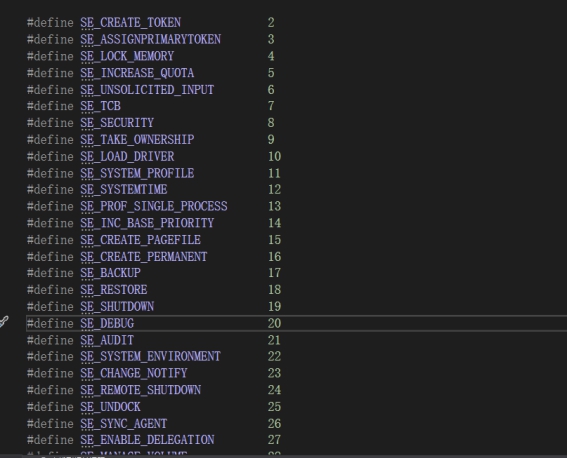 #define SE_CREATE_TOKEN 2
#define SE_ASSIGNPRIMARYTOKEN 3
#define SE_LOCK_MEMORY 4
#define SE_INCREASE_QUOTA 5
#define SE_UNSOLICITED_INPUT 6
#define SE_TCB 7
#define SE_SECURITY 8
#define SE_TAKE_OWNERSHIP 9
#define SE_LOAD_DRIVER 10
#define SE_SYSTEM_PROFILE 11
#define SE_SYSTEMTIME 12
#define SE_PROF_SINGLE_PROCESS 13
#define SE_INC_BASE_PRIORITY 14
#define SE_CREATE_PAGEFILE 15
#define SE_CREATE_PERMANENT 16
#define SE_BACKUP 17
#define SE_RESTORE 18
#define SE_SHUTDOWN 19
#define SE_DEBUG 20
#define SE_AUDIT 21
#define SE_SYSTEM_ENVIRONMENT 22
#define SE_CHANGE_NOTIFY 23
#define SE_REMOTE_SHUTDOWN 24
#define SE_UNDOCK 25
#define SE_SYNC_AGENT 26
#define SE_ENABLE_DELEGATION 27